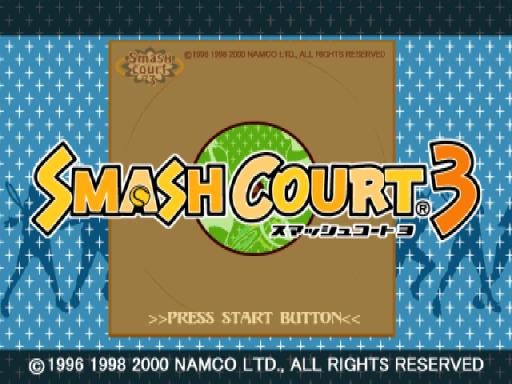 Smash Court 3
©1996 1998 2000 NAMCO LTD., ALL RIGHTS RESERVED
SMASH COURT 3
®
スマッシュコート3
>>PRESS START BUTTON<<
©1996 1998 2000 NAMCO LTD., ALL RIGHTS RESERVED